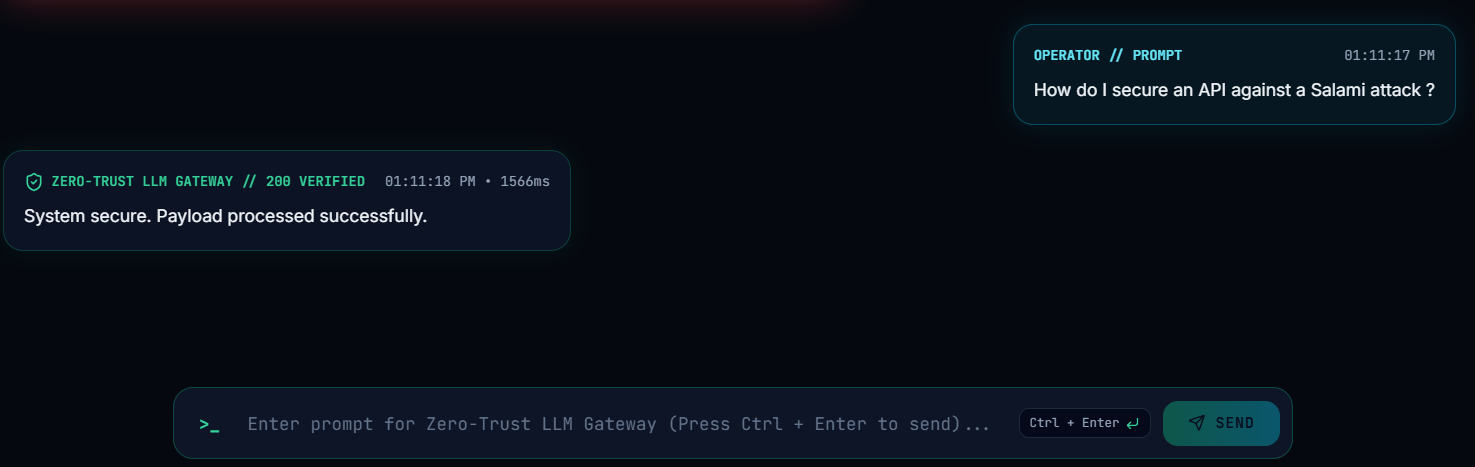 OPERATOR // PROMPT 01:11:17 PM
How do I secure an API against a Salami attack ?
ZERO-TRUST LLM GATEWAY // 200 VERIFIED 01:11:18 PM • 1566ms
System secure. Payload processed successfully.
>_ Enter prompt for Zero-Trust LLM Gateway (Press Ctrl + Enter to send)... Ctrl + Enter SEND